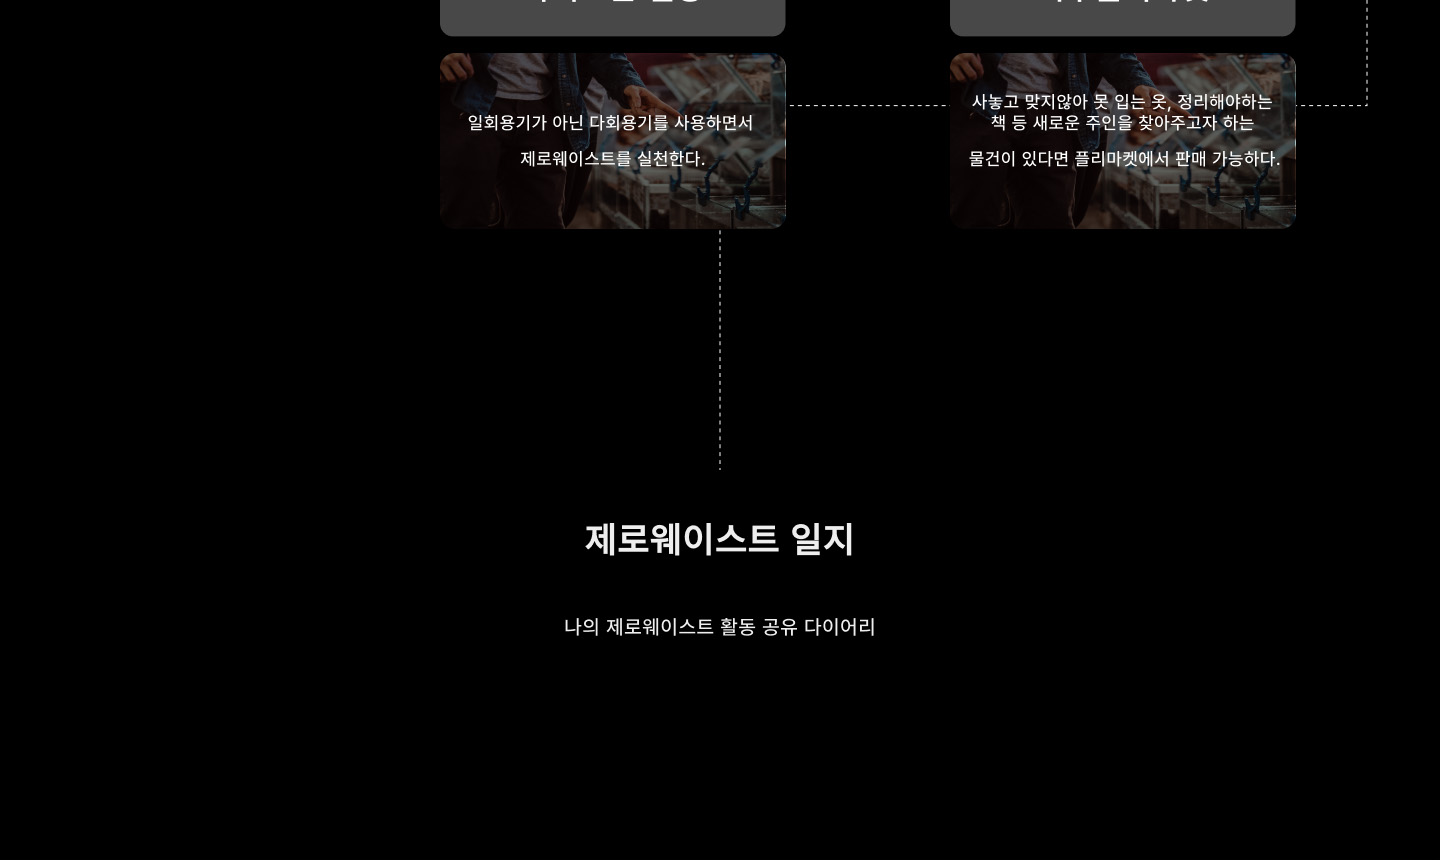 일회용기가 아닌 다회용기를 사용하면서
제로웨이스트를 실천한다.
사놓고 맞지않아 못 입는 옷, 정리해야하는
책 등 새로운 주인을 찾아주고자 하는
물건이 있다면 플리마켓에서 판매 가능하다.
제로웨이스트 일지
나의 제로웨이스트 활동 공유 다이어리